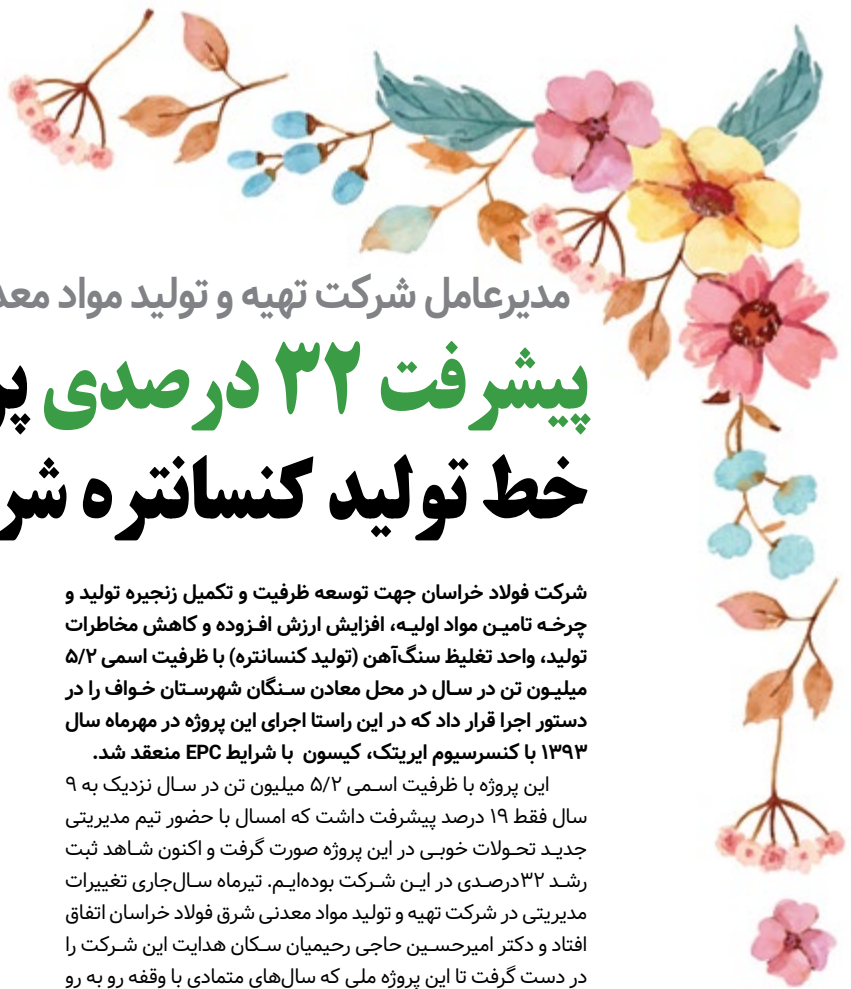 مدیرعامل شرکت تهیه و تولید مواد
پیشرفت ۳۲ درصدی
خط تولید کنسانتره
شرکت فولاد خراسان جهت توسعه ظرفیت و تکمیل زنجیره تولید و
چرخه تامین مواد اولیه، افزایش ارزش افزوده و کاهش مخاطرات
تولید، واحد تغلیظ سنگ‌آهن (تولید کنسانتره) با ظرفیت اسمی ۵/۲
میلیون تن در سال در محل معادن سنگان شهرستان خواف را در
دستور اجرا قرار داد که در این راستا اجرای این پروژه در مهرماه سال
۱۳۹۳ با کنسرسیوم ایریتک، کیسون با شرایط EPC منعقد شد.
این پروژه با ظرفیت اسمی ۵/۲ میلیون تن در سال نزدیک به ۹
سال فقط ۱۹ درصد پیشرفت داشت که امسال با حضور تیم مدیریتی
جدید تحولات خوبی در این پروژه صورت گرفت و اکنون شاهد ثبت
رشد ۳۲درصدی در این شرکت بوده‌ایم. تیرماه سال‌جاری تغییرات
مدیریتی در شرکت تهیه و تولید مواد معدنی شرق فولاد خراسان اتفاق
افتاد و دکتر امیرحسین حاجی رحیمیان سکان هدایت این شرکت را
در دست گرفت تا این پروژه ملی که سال‌های متمادی با وقفه رو به رو